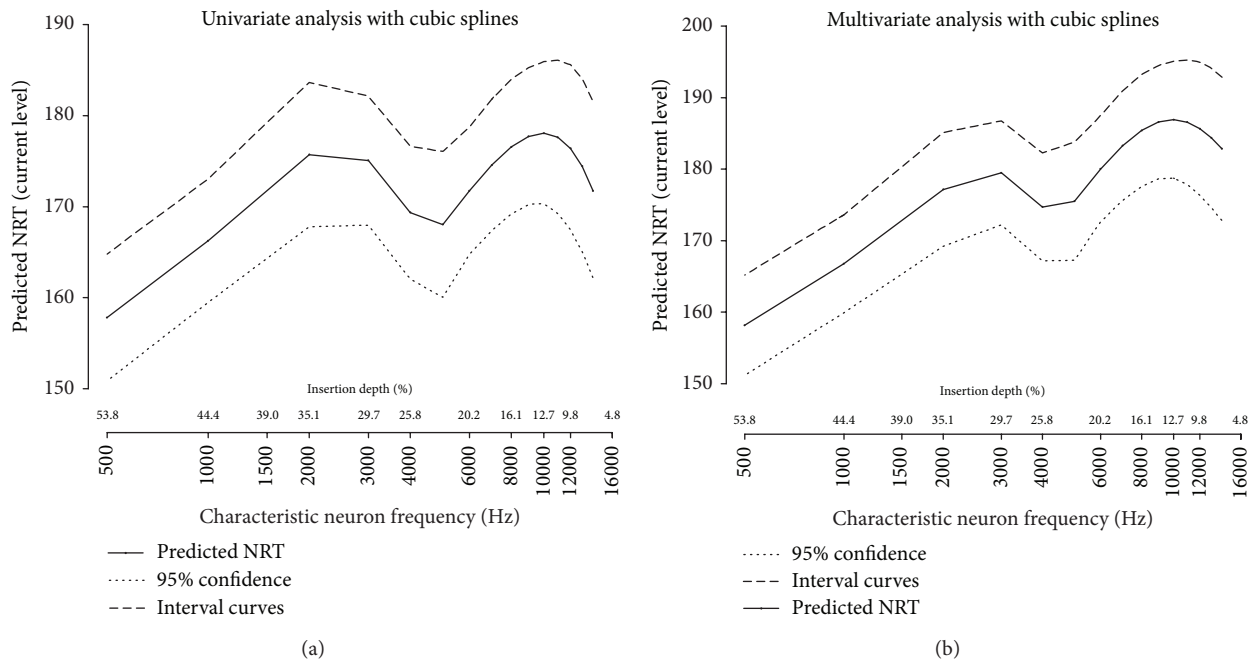 Univariate analysis with cubic splines
190
180
170
160
150
Predicted NRT (current level)
Insertion depth (%)
53.8 44.4 39.0 35.1 29.7 25.8 20.2 16.1 12.7 9.8 4.8
500 1000 1500 2000 3000 4000 6000 8000 10000 12000 16000
Characteristic neuron frequency (Hz)
Predicted NRT
95% confidence
Interval curves
(a)
Multivariate analysis with cubic splines
200
190
180
170
160
150
Predicted NRT (current level)
Insertion depth (%)
53.8 44.4 39.0 35.1 29.7 25.8 20.2 16.1 12.7 9.8 4.8
500 1000 1500 2000 3000 4000 6000 8000 10000 12000 16000
Characteristic neuron frequency (Hz)
95% confidence
Interval curves
Predicted NRT
(b)